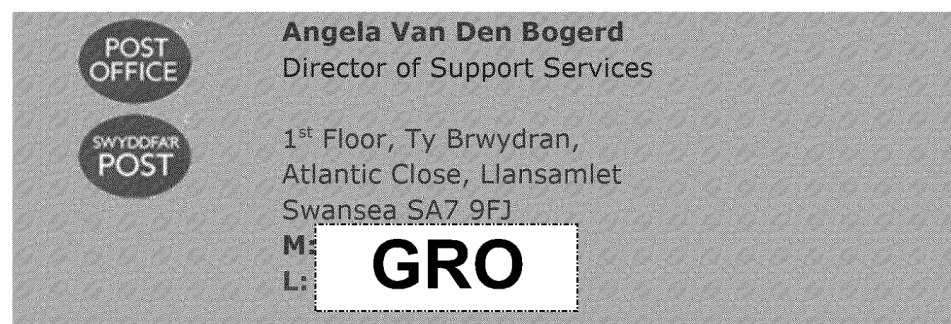 POST
OFFICE
SWYDDFA'R
POST
Angela Van Den Bogerd
Director of Support Services
1st Floor, Ty Brwydran,
Atlantic Close, Llansamlet
Swansea SA7 9FJ
M:
L:
GRO